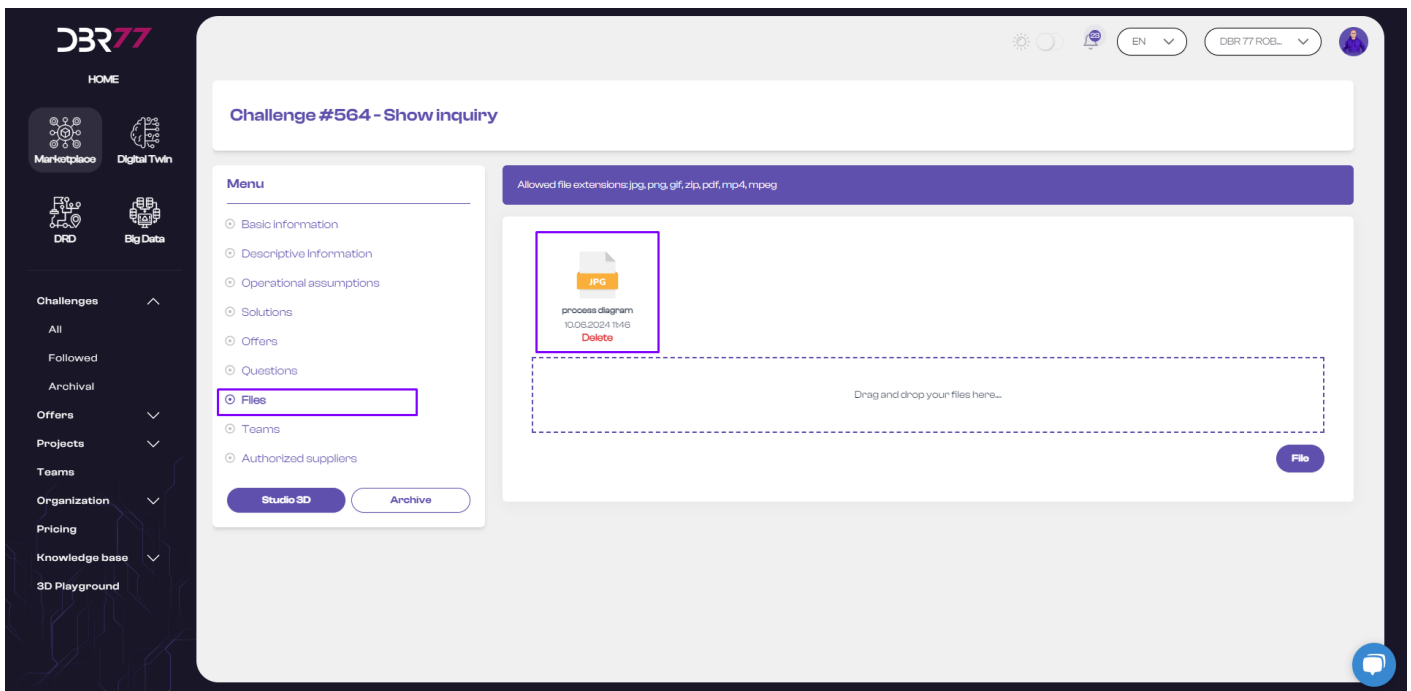 DBR77
HOME
Marketplace
Digital Twin
DRD
Big Data
Challenges
All
Followed
Archival
Offers
Projects
Teams
Organization
Pricing
Knowledge base
3D Playground
23
EN
DBR 77 ROB...
Challenge #564 - Show inquiry
Menu
Basic information
Descriptive Information
Operational assumptions
Solutions
Offers
Questions
Files
Teams
Authorized suppliers
Studio 3D
Archive
Allowed file extensions: jpg, png, gif, zip, pdf, mp4, mpeg
JPG
process diagram
10.06.2024 11:46
Delete
Drag and drop your files here...
File